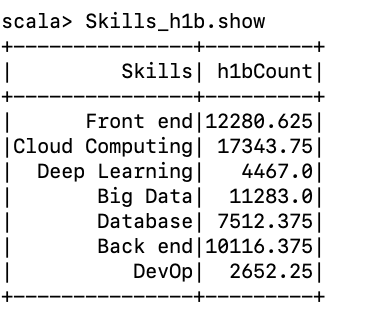 scala> Skills_h1b.show
+---------------+---------+
|         Skills| h1bCount|
+---------------+---------+
|      Front end|12280.625|
|Cloud Computing| 17343.75|
|  Deep Learning|   4467.0|
|       Big Data|  11283.0|
|       Database| 7512.375|
|       Back end|10116.375|
|          DevOp|  2652.25|
+---------------+---------+